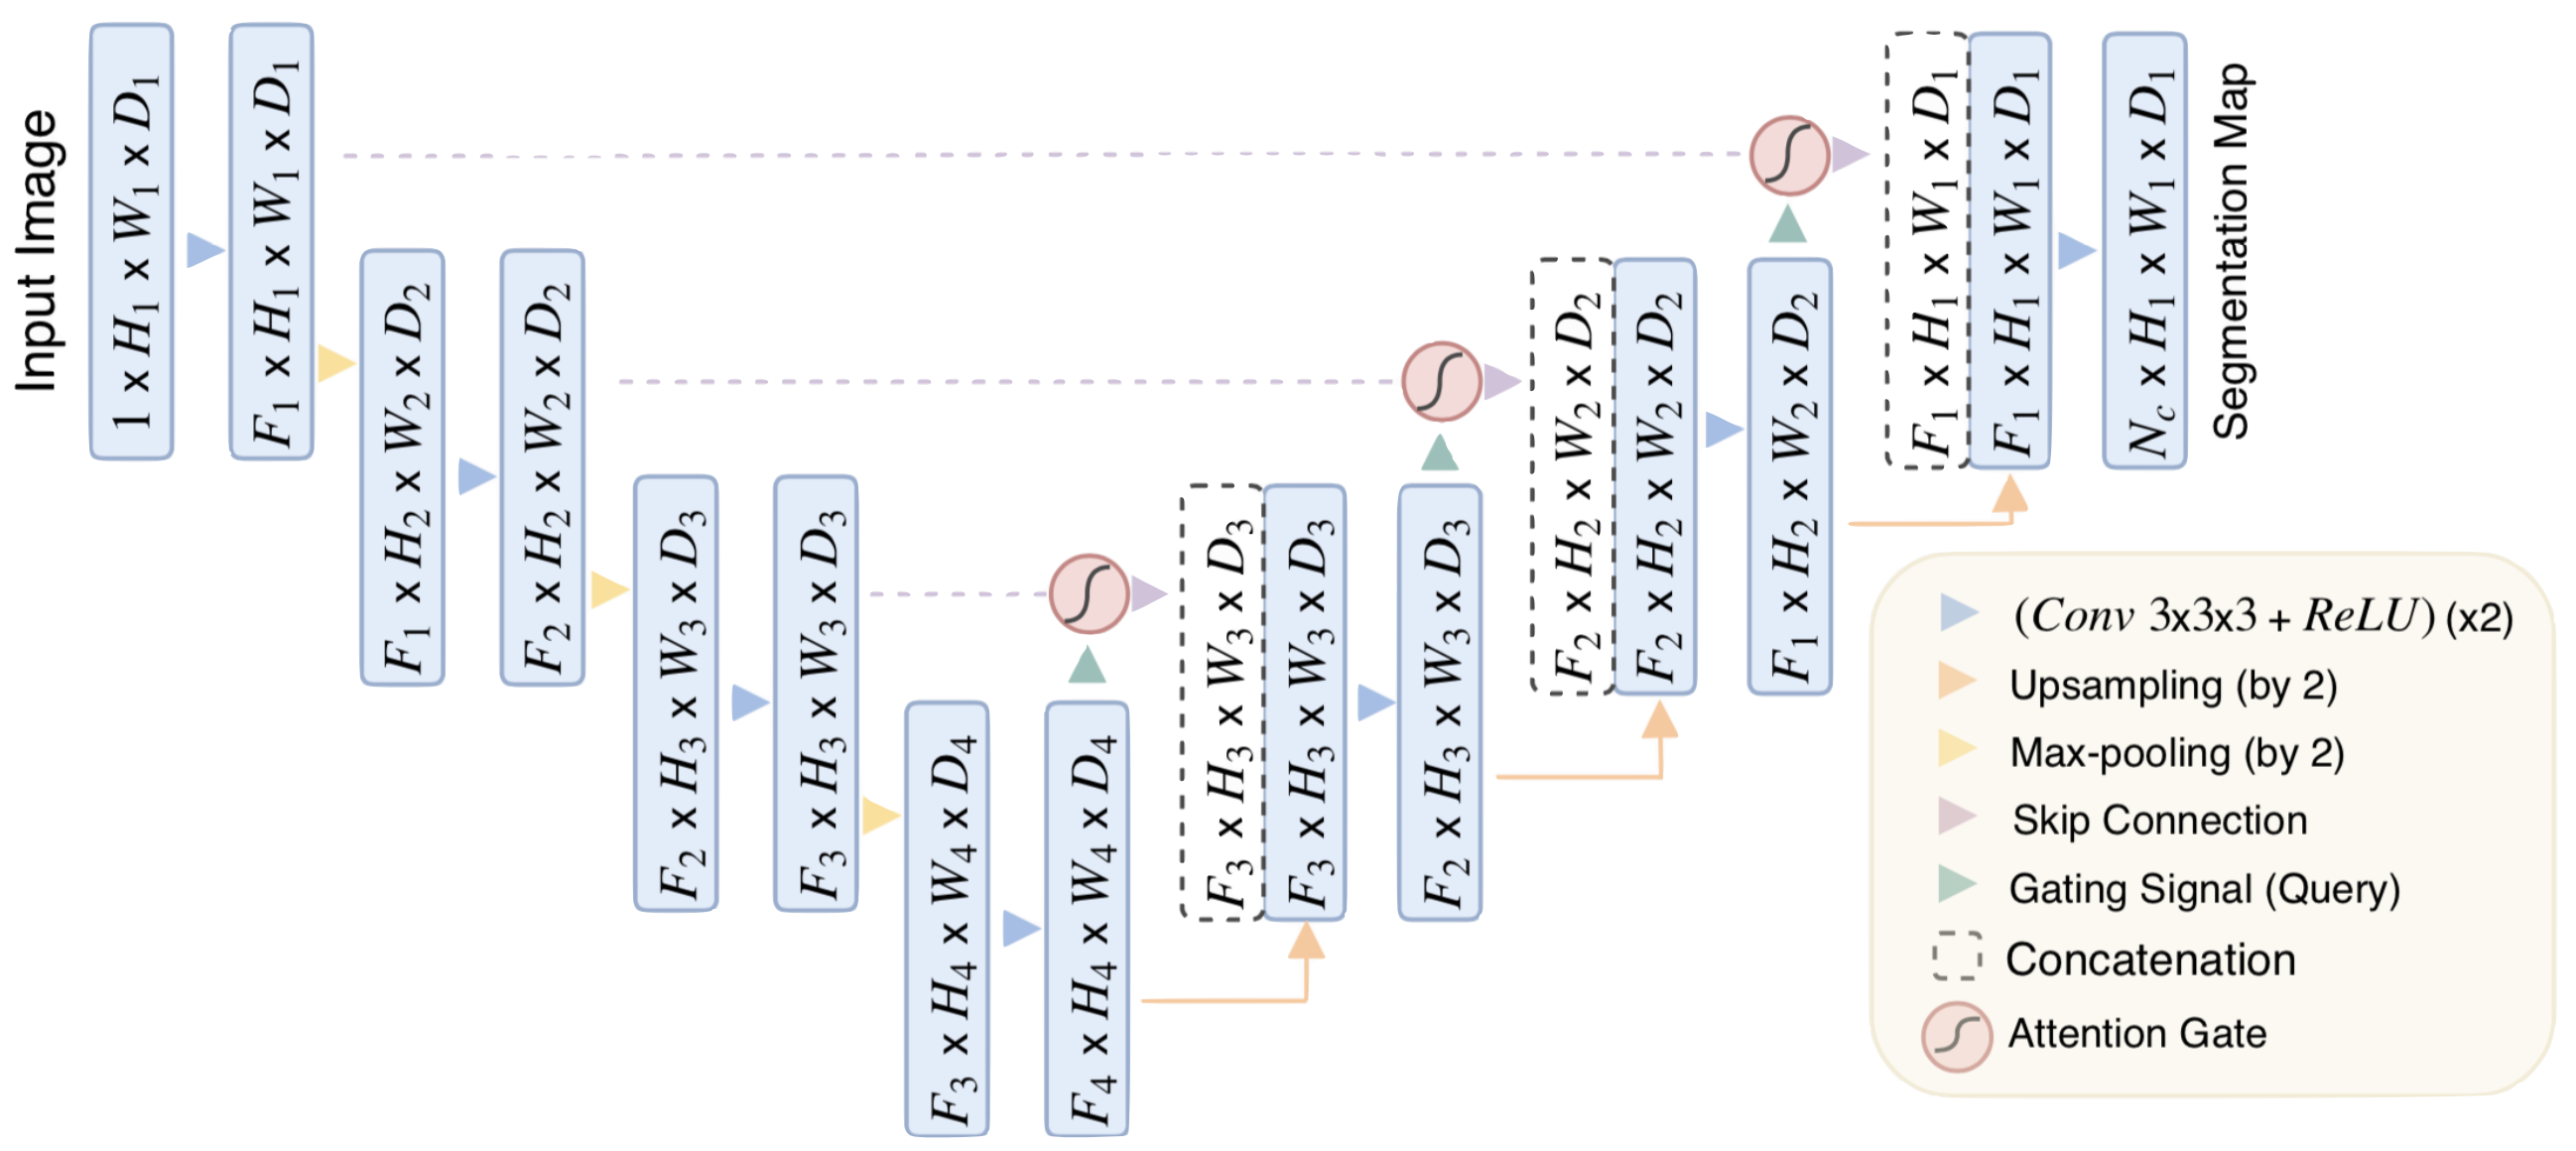 Input Image
1 x H₁ x W₁ x D₁
F₁ x H₁ x W₁ x D₁
F₁ x H₂ x W₂ x D₂
F₂ x H₂ x W₂ x D₂
F₂ x H₃ x W₃ x D₃
F₃ x H₃ x W₃ x D₃
F₃ x H₄ x W₄ x D₄
F₄ x H₄ x W₄ x D₄
F₃ x H₃ x W₃ x D₃
F₃ x H₃ x W₃ x D₃
F₂ x H₃ x W₃ x D₃
F₂ x H₂ x W₂ x D₂
F₂ x H₂ x W₂ x D₂
F₁ x H₂ x W₂ x D₂
F₁ x H₁ x W₁ x D₁
F₁ x H₁ x W₁ x D₁
N_c x H₁ x W₁ x D₁
Segmentation Map
(Conv 3x3x3 + ReLU) (x2)
Upsampling (by 2)
Max-pooling (by 2)
Skip Connection
Gating Signal (Query)
Concatenation
Attention Gate